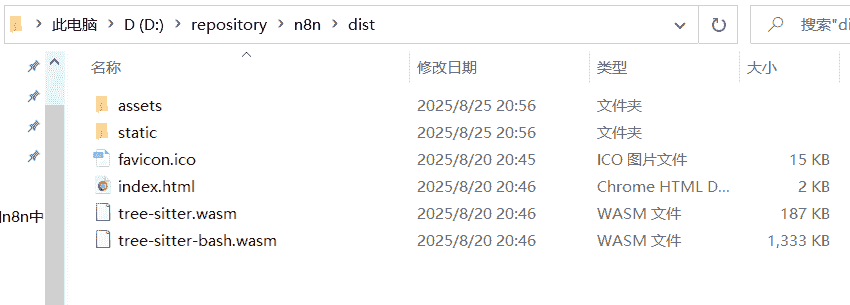 此电脑 > D (D:) > repository > n8n > dist
搜索"di
名称 修改日期 类型 大小
assets 2025/8/25 20:56 文件夹
static 2025/8/25 20:56 文件夹
favicon.ico 2025/8/20 20:45 ICO 图片文件 15 KB
index.html 2025/8/20 20:46 Chrome HTML D... 2 KB
tree-sitter.wasm 2025/8/20 20:46 WASM 文件 187 KB
n8n中
tree-sitter-bash.wasm 2025/8/20 20:46 WASM 文件 1,333 KB